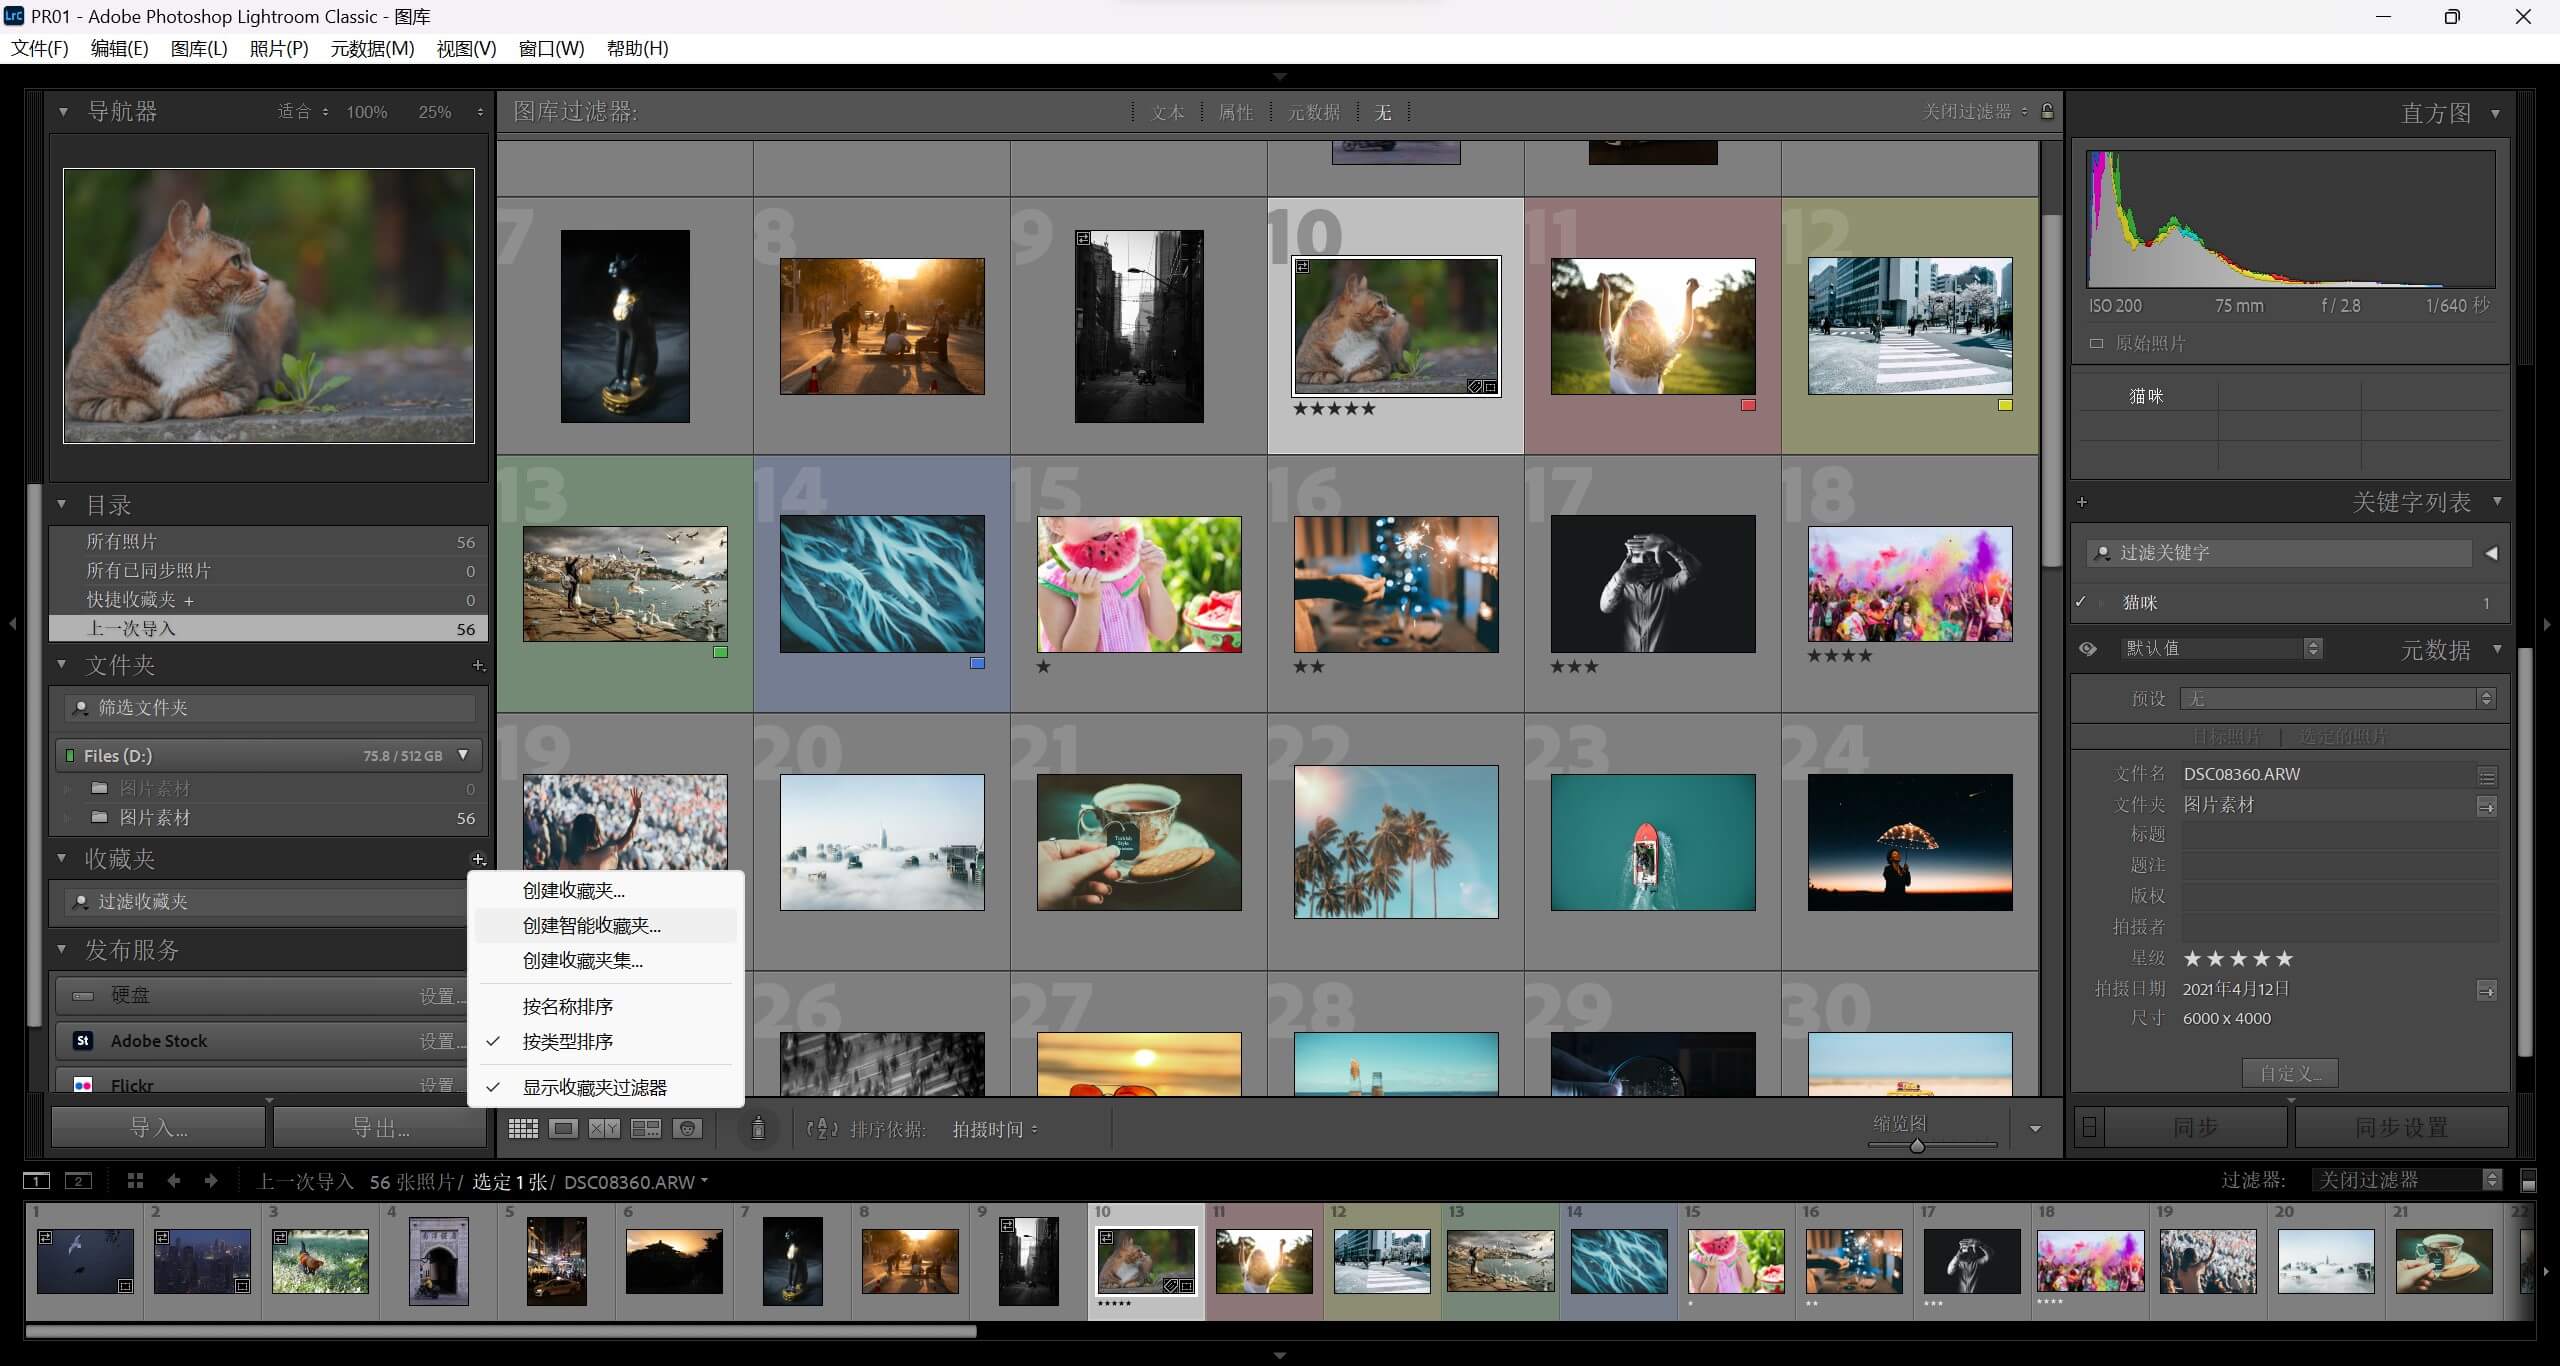 PR01 - Adobe Photoshop Lightroom Classic - 图库
文件(F) 编辑(E) 图库(L) 照片(P) 元数据(M) 视图(V) 窗口(W) 帮助(H)
导航器 适合 100% 25%
目录
所有照片 56
所有已同步照片 0
快捷收藏夹 + 0
上一次导入 56
文件夹
筛选文件夹
Files (D:) 75.8 / 512 GB
图片素材 0
图片素材 56
收藏夹
过滤收藏夹
发布服务
硬盘 设置...
St Adobe Stock 设置...
Flickr 设置...
导入... 导出...
创建收藏夹...
创建智能收藏夹...
创建收藏夹集...
按名称排序
按类型排序
显示收藏夹过滤器
图库过滤器: 文本 属性 元数据 无 关闭过滤器
7 8 9 10 11 12
13 14 15 16 17 18
19 20 21 22 23 24
26 27 28 29 30
XY 排序依据: 拍摄时间 缩览图
直方图
ISO 200 75 mm f / 2.8 1/640 秒
原始照片
猫咪
+ 关键字列表
过滤关键字
猫咪 1
默认值 元数据
预设 无
目标照片 选定的照片
文件名 DSC08360.ARW
文件夹 图片素材
标题
题注
版权
拍摄者
星级 ★★★★★
拍摄日期 2021年4月12日
尺寸 6000 x 4000
自定义...
同步 同步设置
1 2 上一次导入 56 张照片/ 选定 1 张/ DSC08360.ARW 过滤器: 关闭过滤器
1 2 3 4 5 6 7 8 9 10 11 12 13 14 15 16 17 18 19 20 21 22